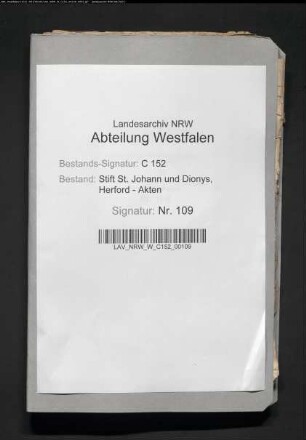 Landesarchiv NRW
Abteilung Westfalen
Bestands-Signatur: C 152
Bestand: Stift St. Johann und Dionys,
Herford - Akten
Signatur: Nr. 109
LAV_NRW_W_C152_00109